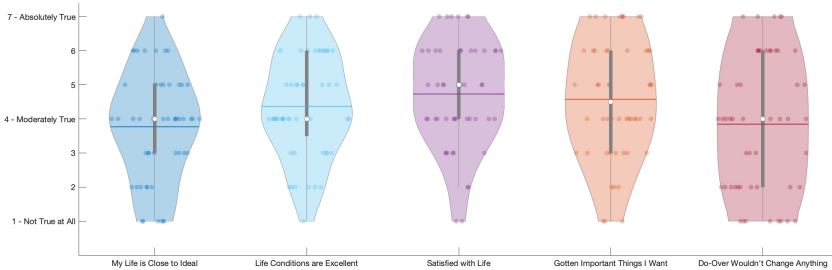 7 - Absolutely True
6
5
4 - Moderately True
3
2
1 - Not True at All
My Life is Close to Ideal
Life Conditions are Excellent
Satisfied with Life
Gotten Important Things I Want
Do-Over Wouldn't Change Anything